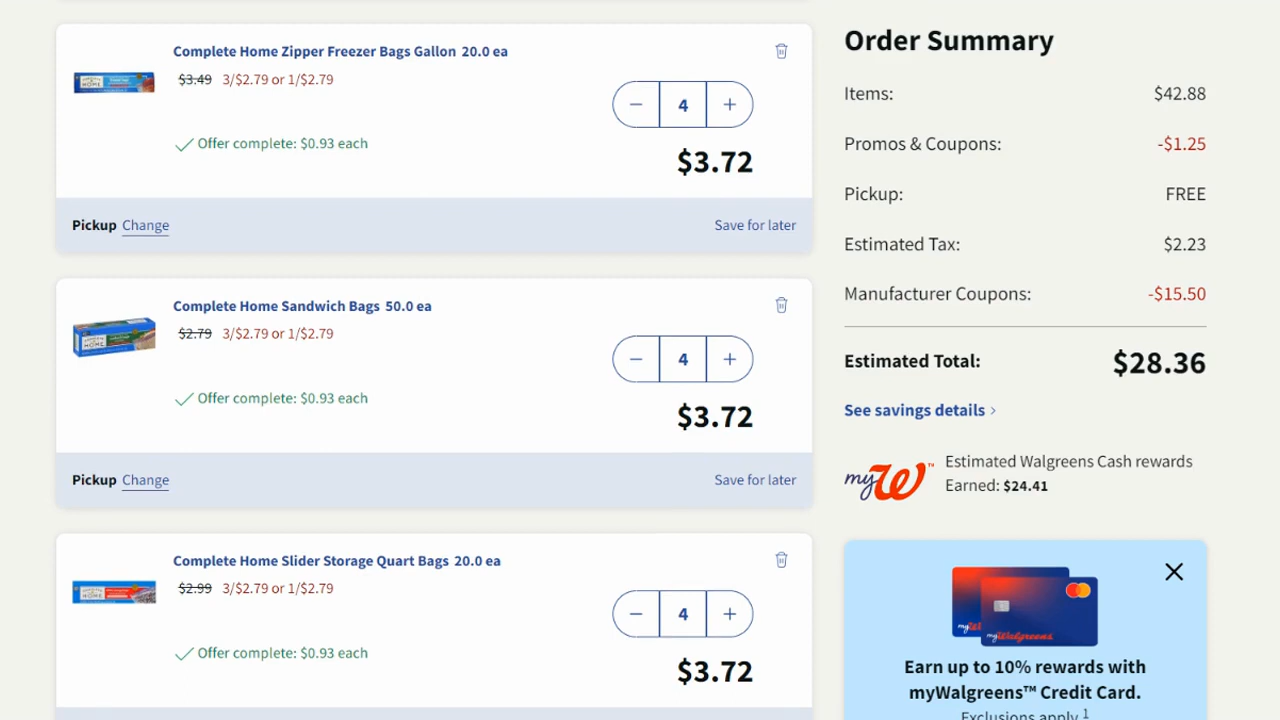 Complete Home Zipper Freezer Bags Gallon 20.0 ea
$3.49 3/$2.79 or 1/$2.79
4
Offer complete: $0.93 each
$3.72
Pickup Change
Save for later
Complete Home Sandwich Bags 50.0 ea
$2.79 3/$2.79 or 1/$2.79
4
Offer complete: $0.93 each
$3.72
Pickup Change
Save for later
Complete Home Slider Storage Quart Bags 20.0 ea
$2.99 3/$2.79 or 1/$2.79
4
Offer complete: $0.93 each
$3.72
Order Summary
Items: $42.88
Promos & Coupons: -$1.25
Pickup: FREE
Estimated Tax: $2.23
Manufacturer Coupons: -$15.50
Estimated Total: $28.36
See savings details
myW™
Estimated Walgreens Cash rewards
Earned: $24.41
myWalgreens
Earn up to 10% rewards with
myWalgreens™ Credit Card.
Exclusions apply.1